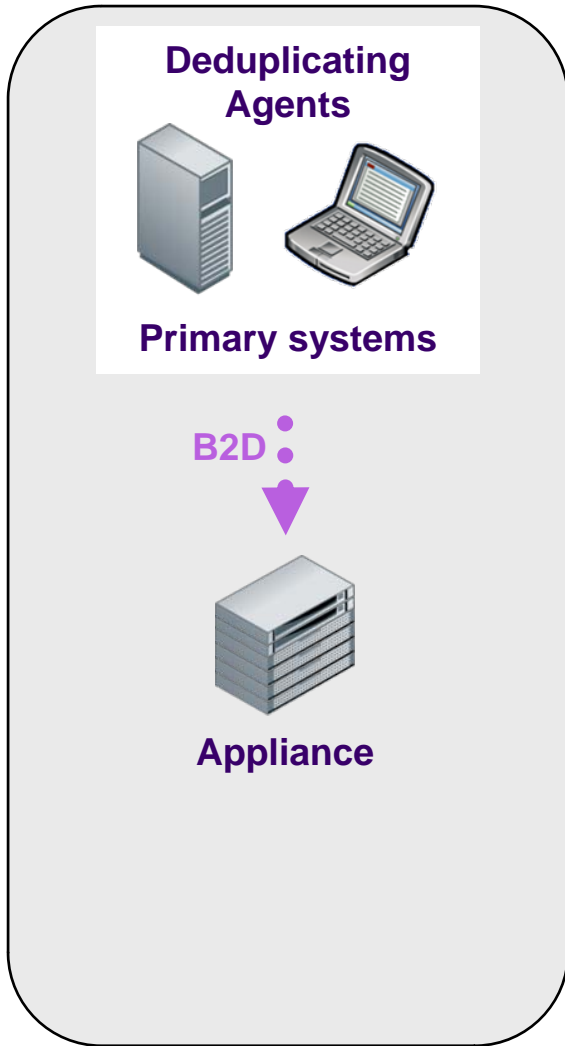 Deduplicating
Agents
Primary systems
B2D
Appliance